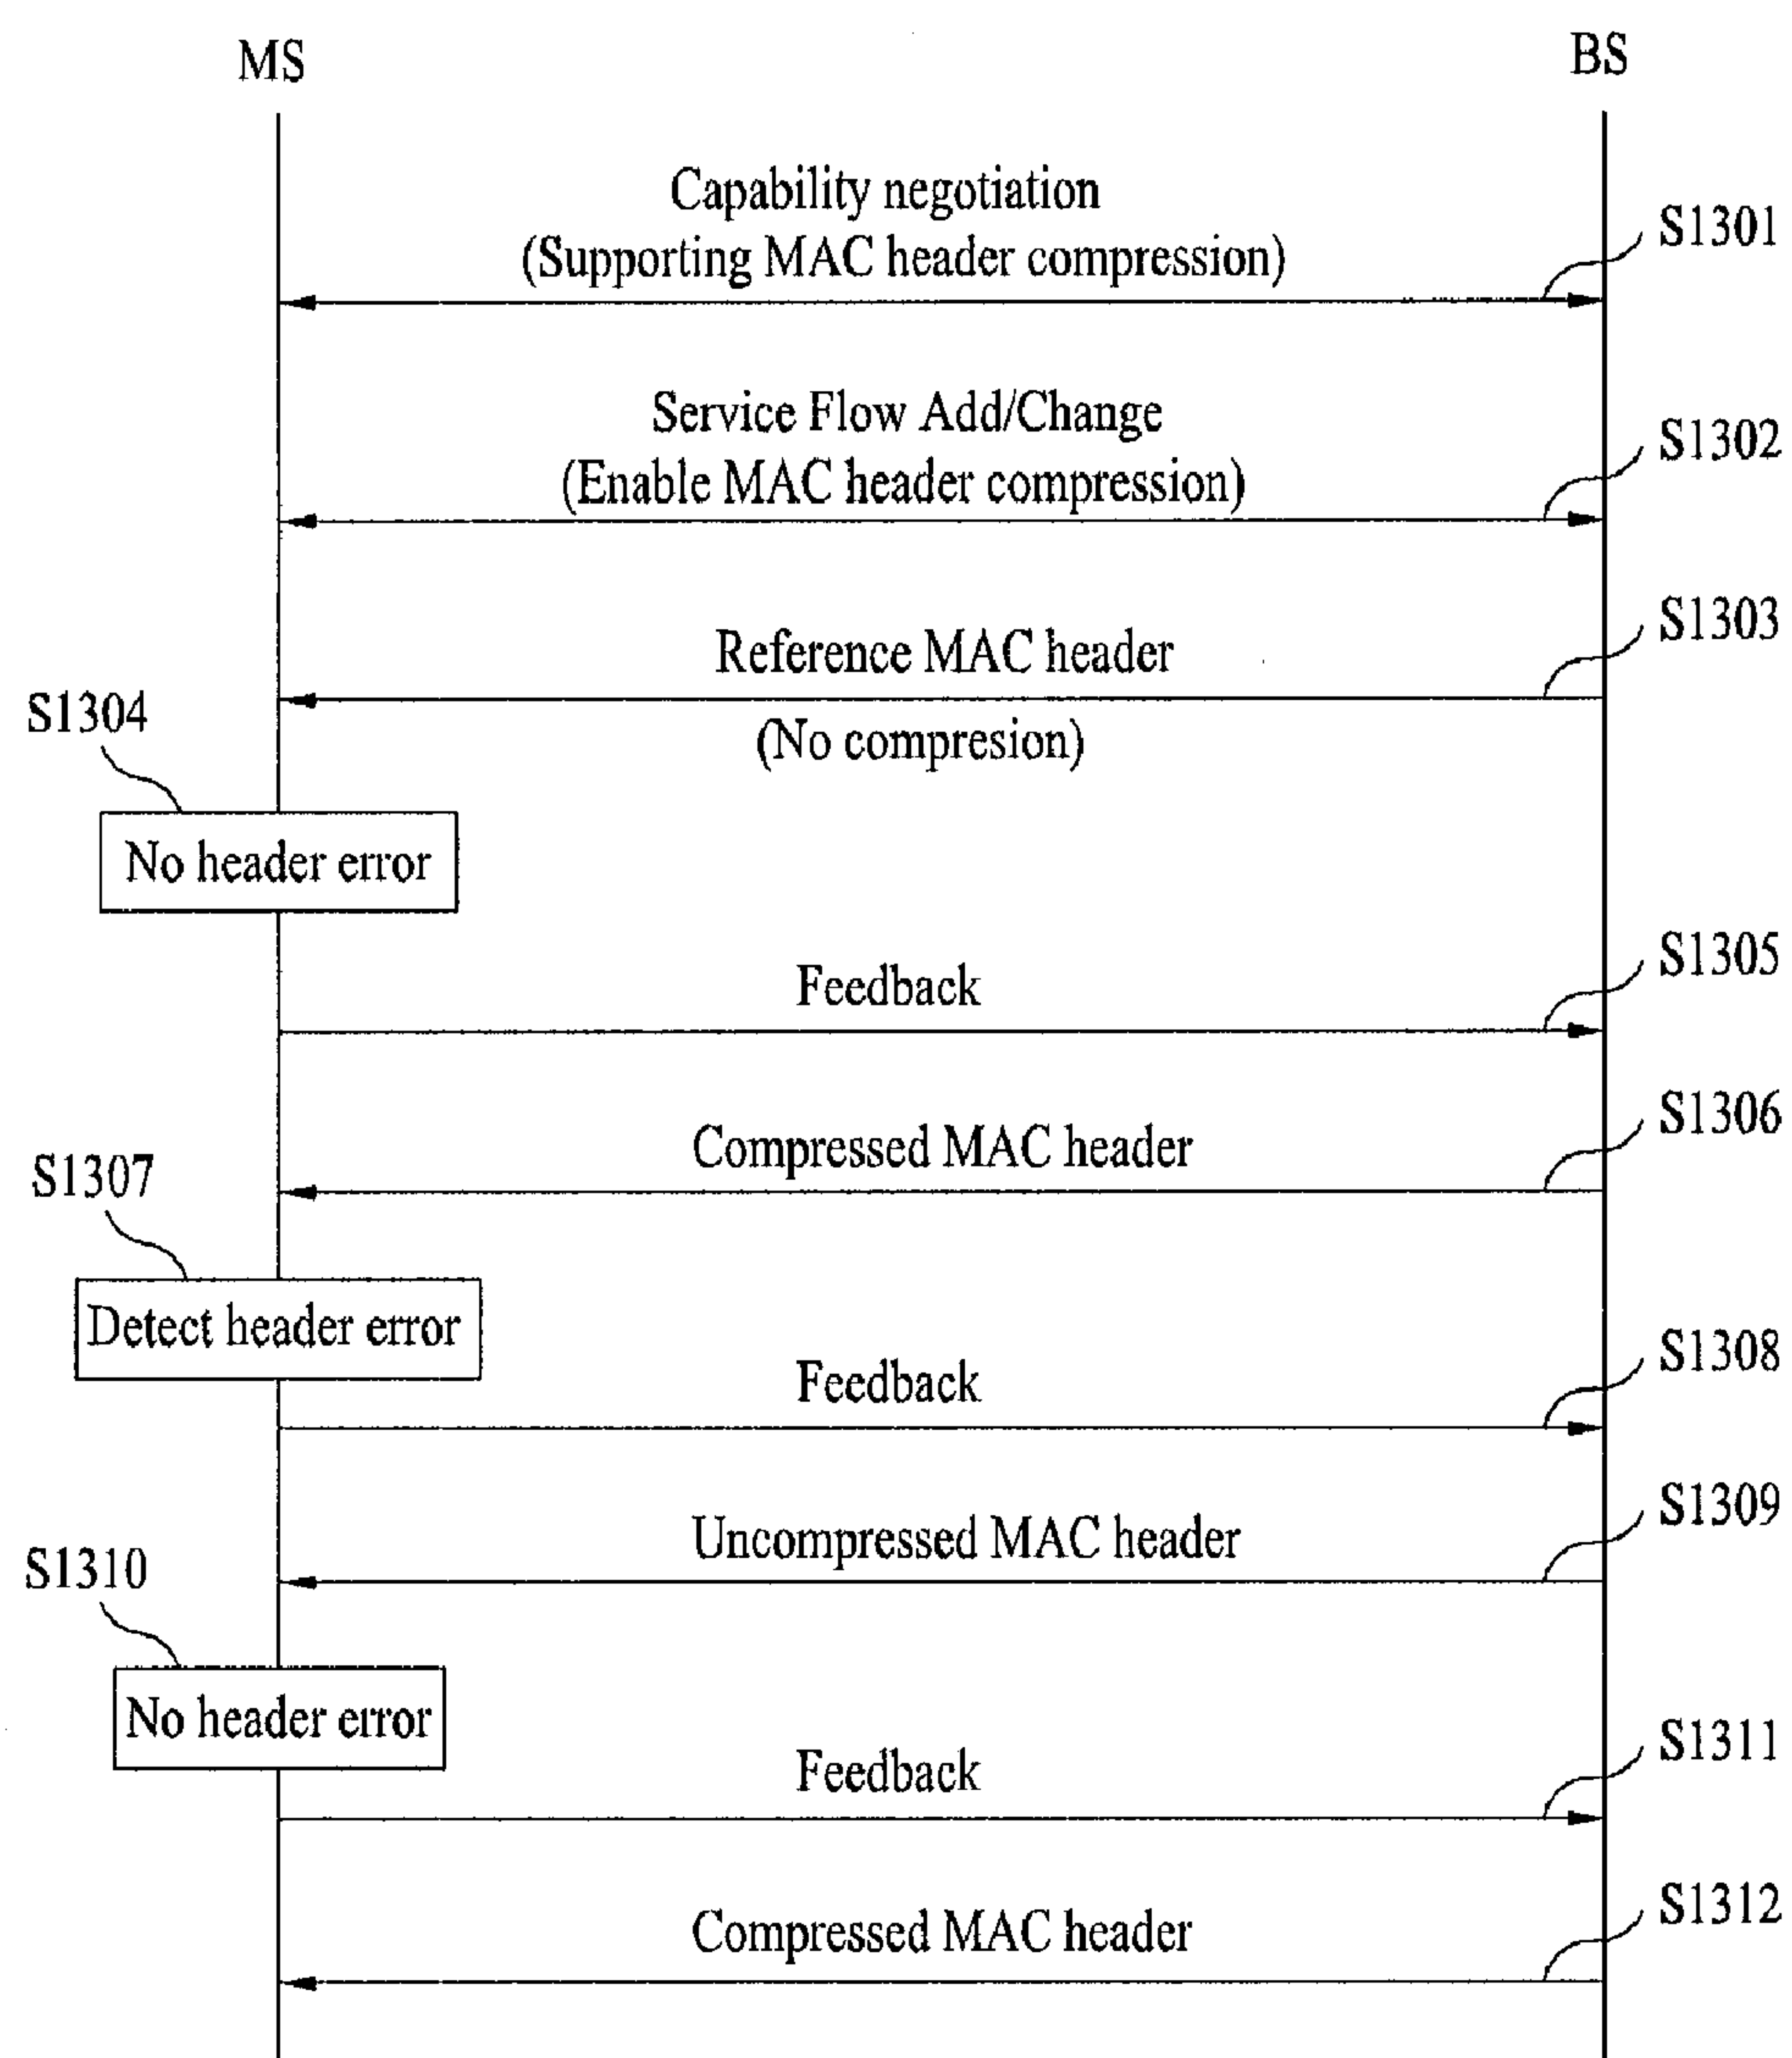 MS
BS
Capability negotiation
(Supporting MAC header compression)
S1301
Service Flow Add/Change
(Enable MAC header compression)
S1302
Reference MAC header
(No compresion)
S1303
S1304
No header error
Feedback
S1305
Compressed MAC header
S1306
S1307
Detect header error
Feedback
S1308
Uncompressed MAC header
S1309
S1310
No header error
Feedback
S1311
Compressed MAC header
S1312